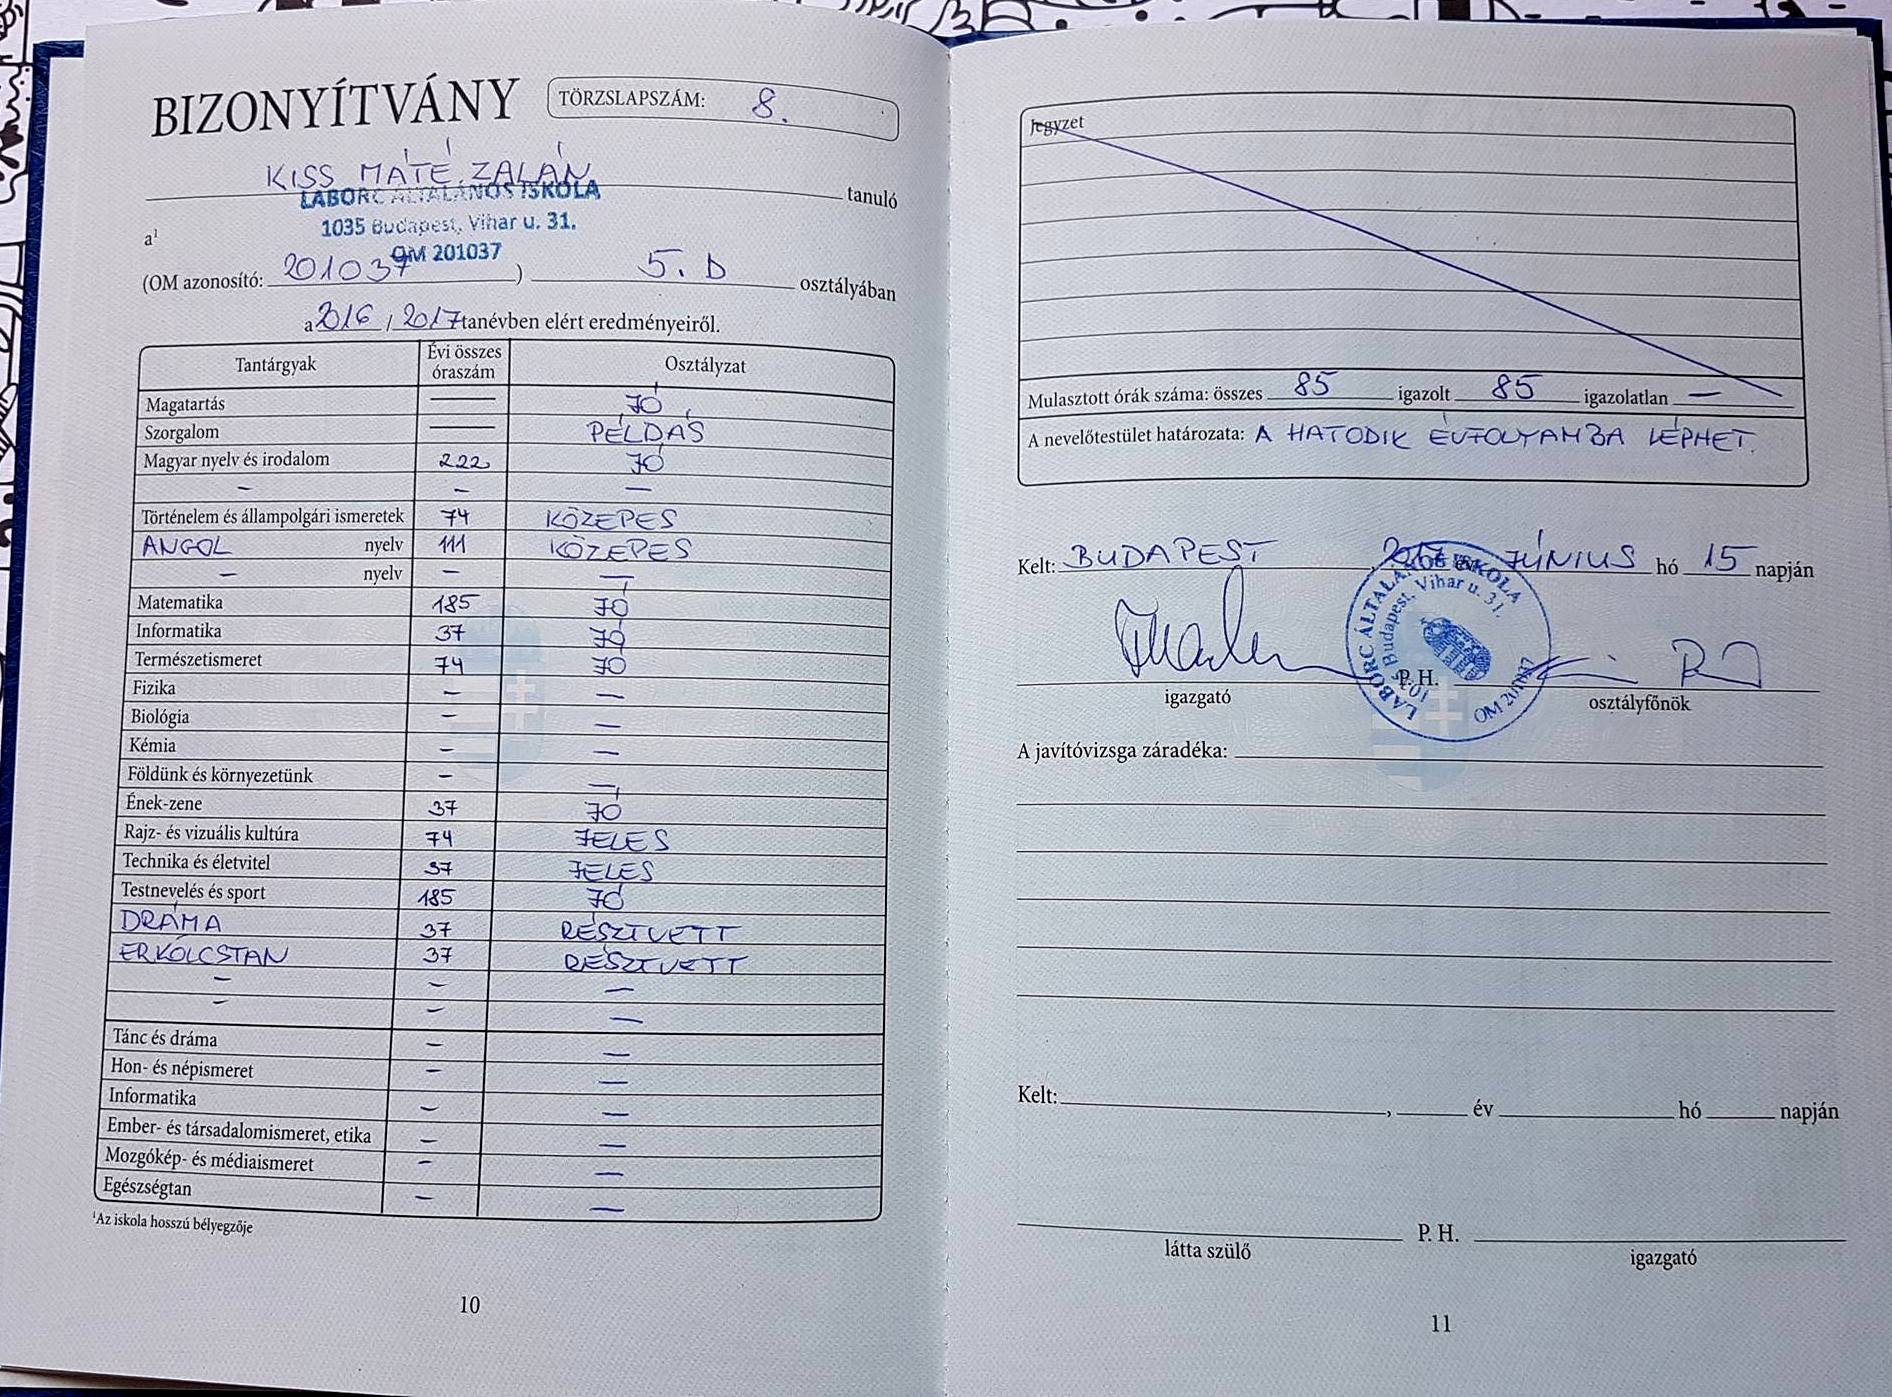 BIZONYÍTVÁNY
TÖRZSLAPSZÁM: 8.
KISS MÁTÉ ZALÁN tanuló
LABORC ÁLTALÁNOS ISKOLA
1035 Budapest, Vihar u. 31.
OM 201037
a¹
(OM azonosító: 201037) 5. D osztályában
a 2016 / 2017 tanévben elért eredményeiről.
Tantárgyak Évi összes óraszám Osztályzat
Magatartás — JÓ
Szorgalom — PÉLDÁS
Magyar nyelv és irodalom 222 JÓ
– – –
Történelem és állampolgári ismeretek 74 KÖZEPES
ANGOL nyelv 111 KÖZEPES
– nyelv – –
Matematika 185 JÓ
Informatika 37 JÓ
Természetismeret 74 JÓ
Fizika – –
Biológia – –
Kémia – –
Földünk és környezetünk – –
Ének-zene 37 JÓ
Rajz- és vizuális kultúra 74 JELES
Technika és életvitel 37 JELES
Testnevelés és sport 185 JÓ
DRÁMA 37 RÉSZTVETT
ERKÖLCSTAN 37 RÉSZTVETT
– – –
– – –
Tánc és dráma – –
Hon- és népismeret – –
Informatika – –
Ember- és társadalomismeret, etika – –
Mozgókép- és médiaismeret – –
Egészségtan – –
¹Az iskola hosszú bélyegzője
10
Jegyzet
Mulasztott órák száma: összes 85 igazolt 85 igazolatlan —
A nevelőtestület határozata: A HATODIK ÉVFOLYAMBA LÉPHET.
Kelt: BUDAPEST, 2017 év JÚNIUS hó 15 napján
LABORC ÁLTALÁNOS ISKOLA
1035 Budapest, Vihar u. 31.
OM 201037
igazgató P. H. osztályfőnök
A javítóvizsga záradéka:
Kelt: , év hó napján
látta szülő P. H. igazgató
11